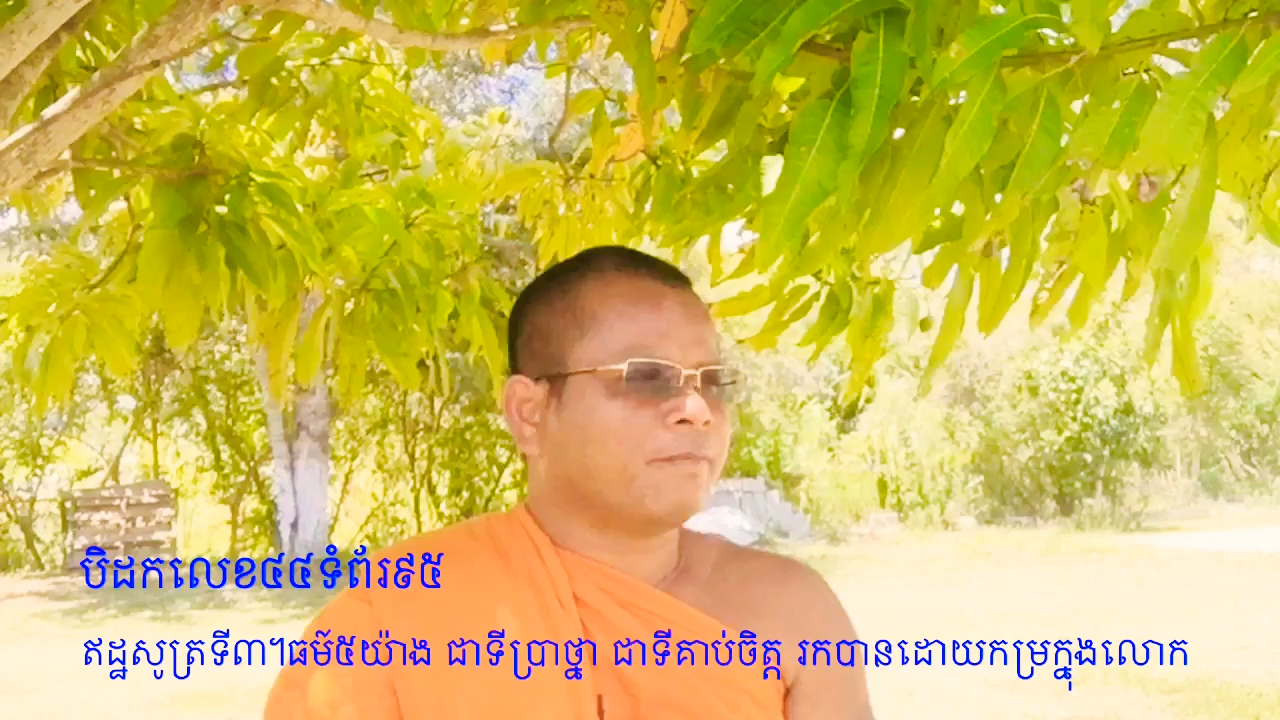 បិដកលេខ៤៤ទំព័រ៩៥
ឥដ្ឋសូត្រទី៣។ធម៌៥យ៉ាង ជាទីប្រាថ្នា ជាទីគាប់ចិត្ត រកបានដោយកម្រក្នុងលោក